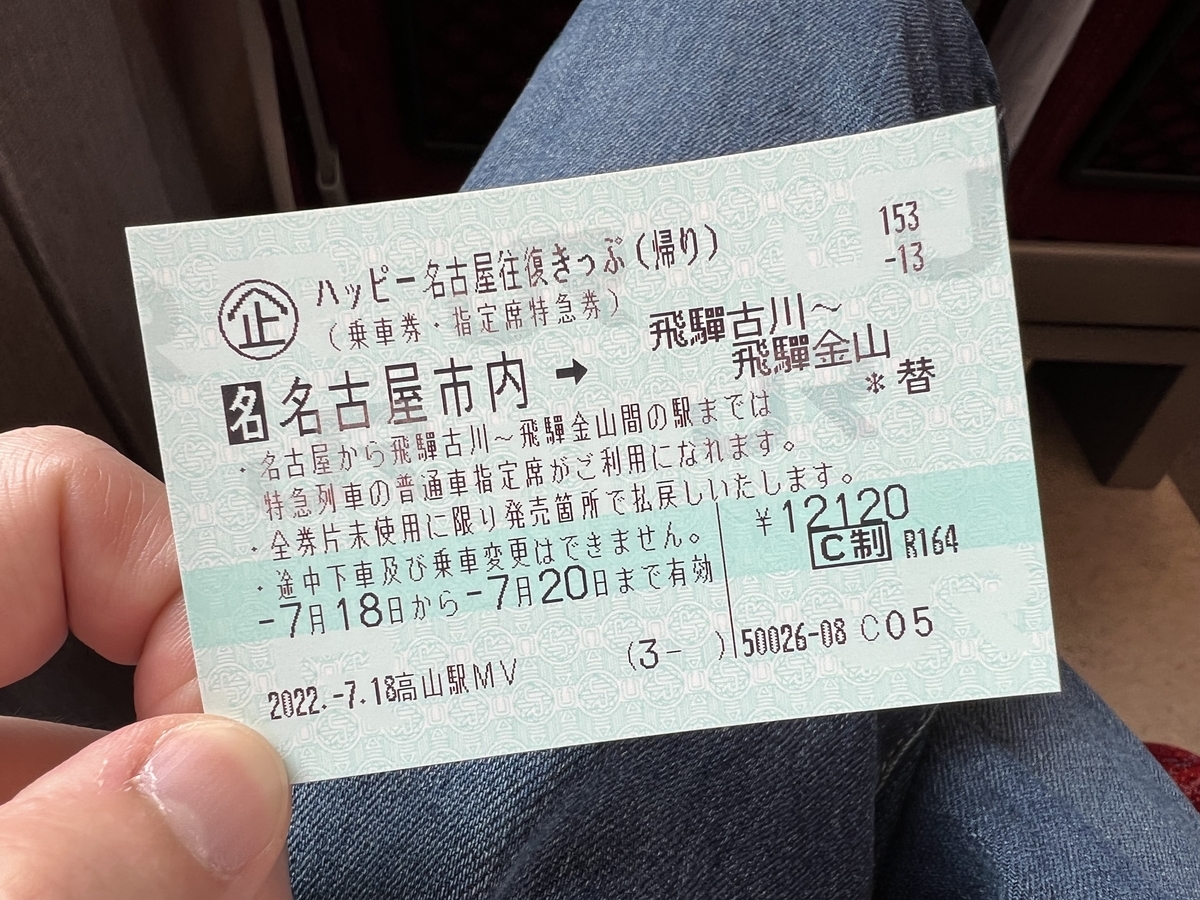 153
-13
企 ハッピー名古屋往復きっぷ(帰り)
(乗車券・指定席特急券)
名 名古屋市内 → 飛驒古川〜
飛驒金山
*替
・名古屋から飛驒古川〜飛驒金山間の駅までは
特急列車の普通車指定席がご利用になれます。
・全券片未使用に限り発売箇所で払戻しいたします。
・途中下車及び乗車変更はできません。
¥12120
-7月18日から-7月20日まで有効
C制 R164
2022.-7.18高山駅MV (3- ) 50026-08 C05